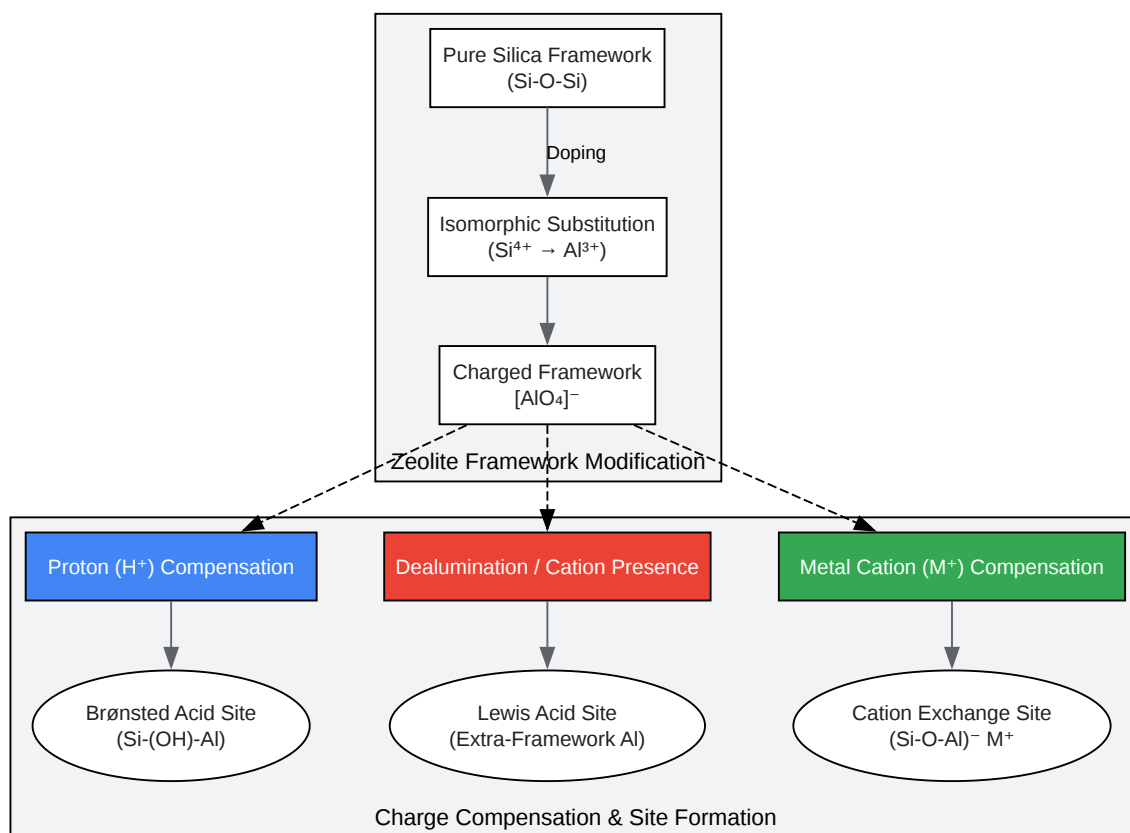 Pure Silica Framework
(Si-O-Si)
Doping
Isomorphic Substitution
(Si⁴⁺ → Al³⁺)
Charged Framework
[AlO₄]⁻
Zeolite Framework Modification
Proton (H⁺) Compensation
Dealumination / Cation Presence
Metal Cation (M⁺) Compensation
Brønsted Acid Site
(Si-(OH)-Al)
Lewis Acid Site
(Extra-Framework Al)
Cation Exchange Site
(Si-O-Al)⁻ M⁺
Charge Compensation & Site Formation